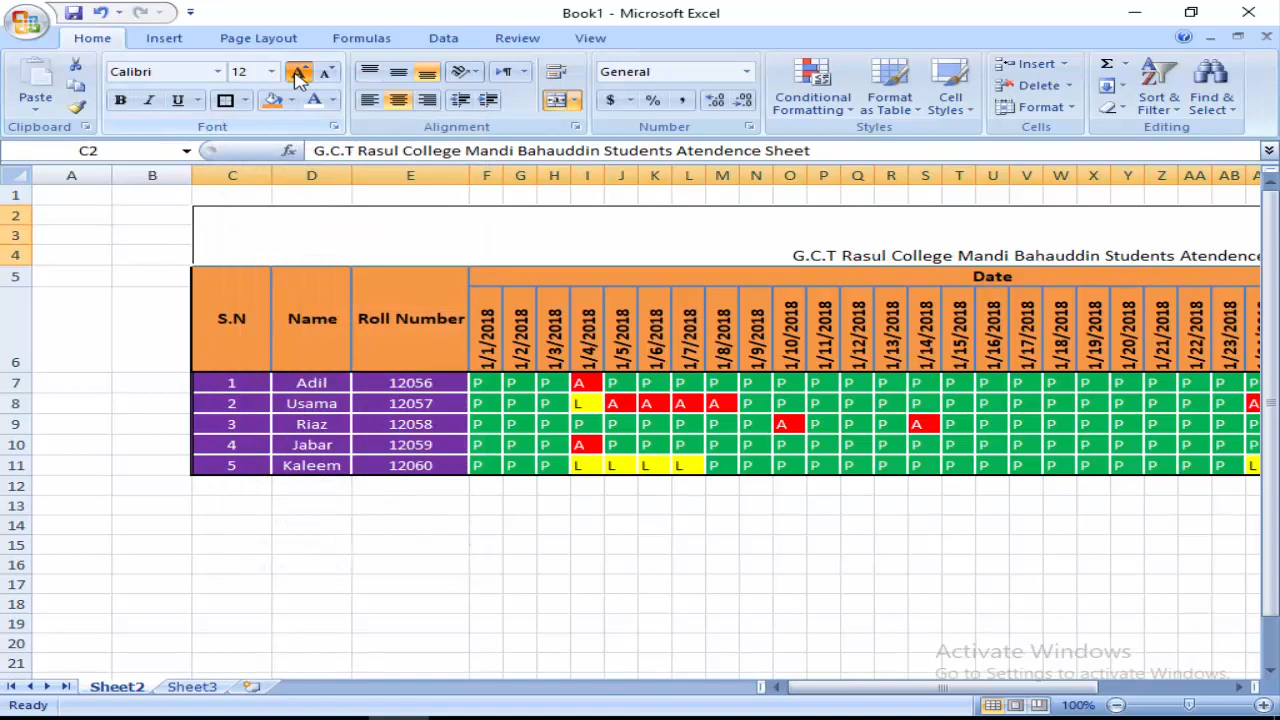 Book1 - Microsoft Excel
Home Insert Page Layout Formulas Data Review View
Paste
Calibri 12
General
Conditional Formatting
Format as Table
Cell Styles
Insert
Delete
Format
Sort & Filter
Find & Select
Clipboard Font Alignment Number Styles Cells Editing
C2 fx G.C.T Rasul College Mandi Bahauddin Students Atendence Sheet
A B C D E F G H I J K L M N O P Q R S T U V W X Y Z AA AB
1
2
3
4 G.C.T Rasul College Mandi Bahauddin Students Atendence
5 Date
6 S.N Name Roll Number 1/1/2018 1/2/2018 1/3/2018 1/4/2018 1/5/2018 1/6/2018 1/7/2018 1/8/2018 1/9/2018 1/10/2018 1/11/2018 1/12/2018 1/13/2018 1/14/2018 1/15/2018 1/16/2018 1/17/2018 1/18/2018 1/19/2018 1/20/2018 1/21/2018 1/22/2018 1/23/2018
7 1 Adil 12056 P P P A P P P P P P P P P P P P P P P P P P P P
8 2 Usama 12057 P P P L A A A A P P P P P P P P P P P P P P P A
9 3 Riaz 12058 P P P P P P P P P A P P P A P P P P P P P P P P
10 4 Jabar 12059 P P P A P P P P P P P P P P P P P P P P P P P P
11 5 Kaleem 12060 P P P L L L L P P P P P P P P P P P P P P P P L
12
13
14
15
16
17
18
19
20
21
Activate Windows
Go to Settings to activate Windows.
Sheet2 Sheet3
Ready 100%